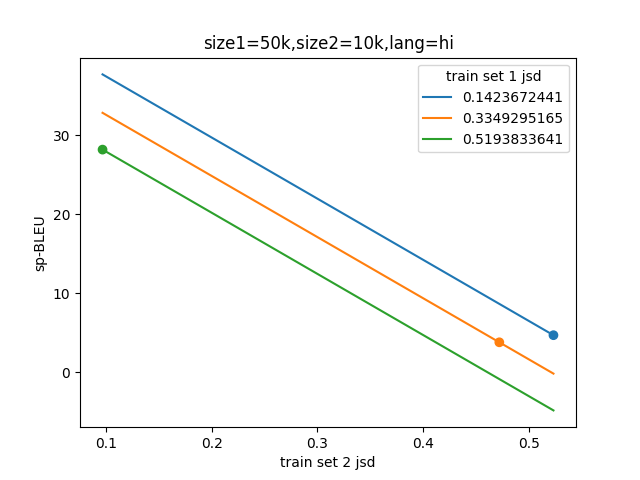 size1=50k,size2=10k,lang=hi
train set 1 jsd
0.1423672441
0.3349295165
0.5193833641
sp-BLEU
30
20
10
0
0.1 0.2 0.3 0.4 0.5
train set 2 jsd